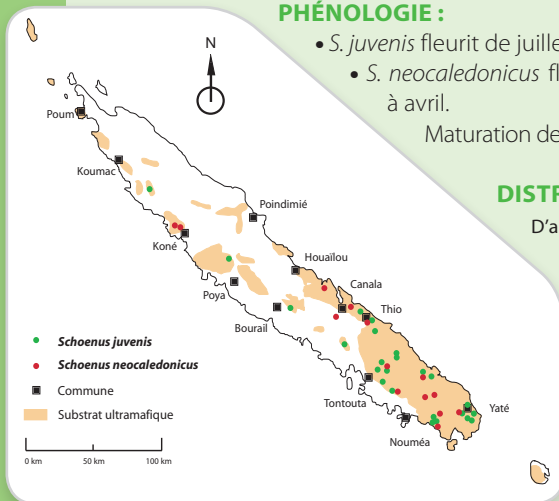 PHÉNOLOGIE :
• S. juvenis fleurit de juille
• S. neocaledonicus fl
à avril.
Maturation de
DISTR
D'a
N
Poum
Koumac
Poindimié
Koné
Houaïlou
Canala
Poya
Thio
Bourail
Schoenus juvenis
Schoenus neocaledonicus
Commune
Substrat ultramafique
Tontouta
Yaté
Nouméa
0 km 50 km 100 km